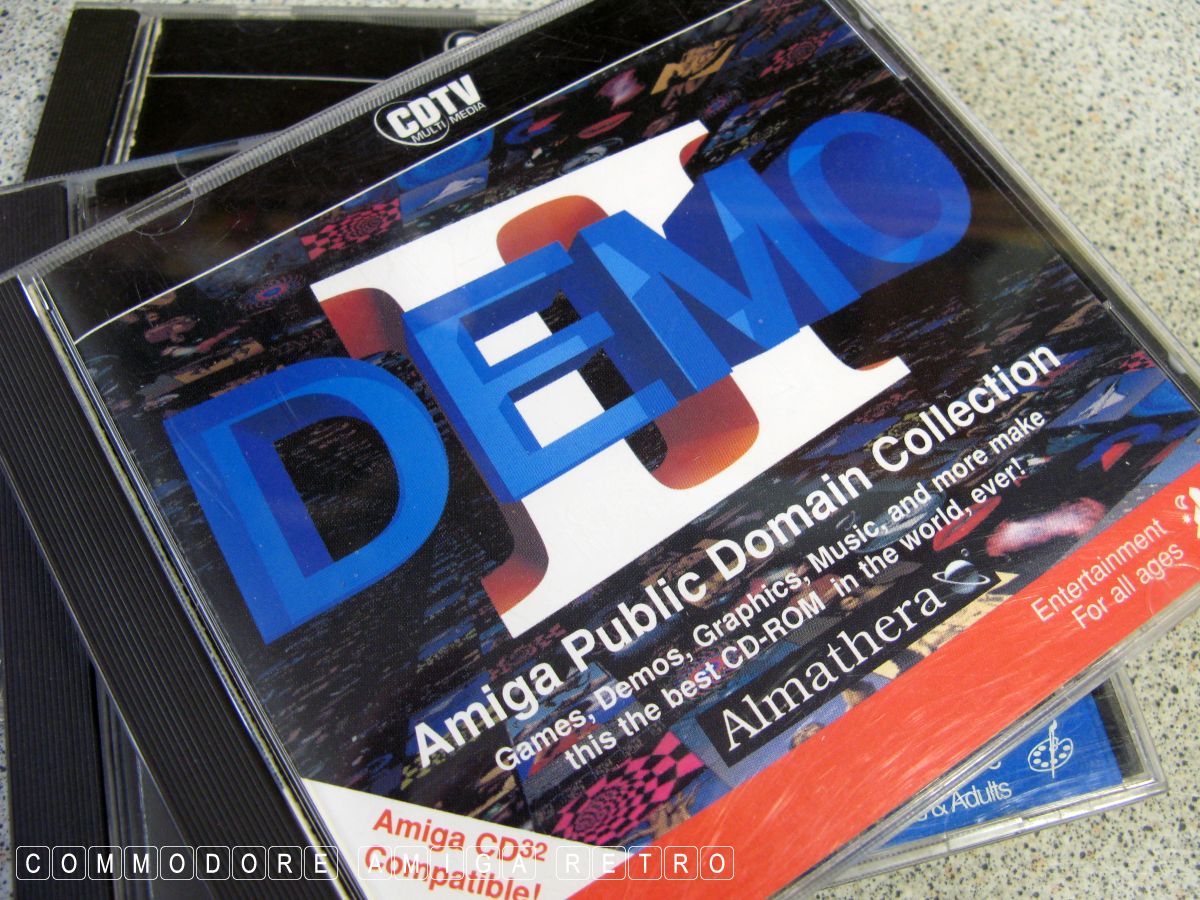 CDTV
MULTI MEDIA
DEMO
II
Amiga Public Domain Collection
Games, Demos, Graphics, Music, and more make
this the best CD-ROM in the world, ever!
Almathera
Entertainment
For all ages
Amiga CD32
Compatible!
& Adults
COMMODORE AMIGA RETRO